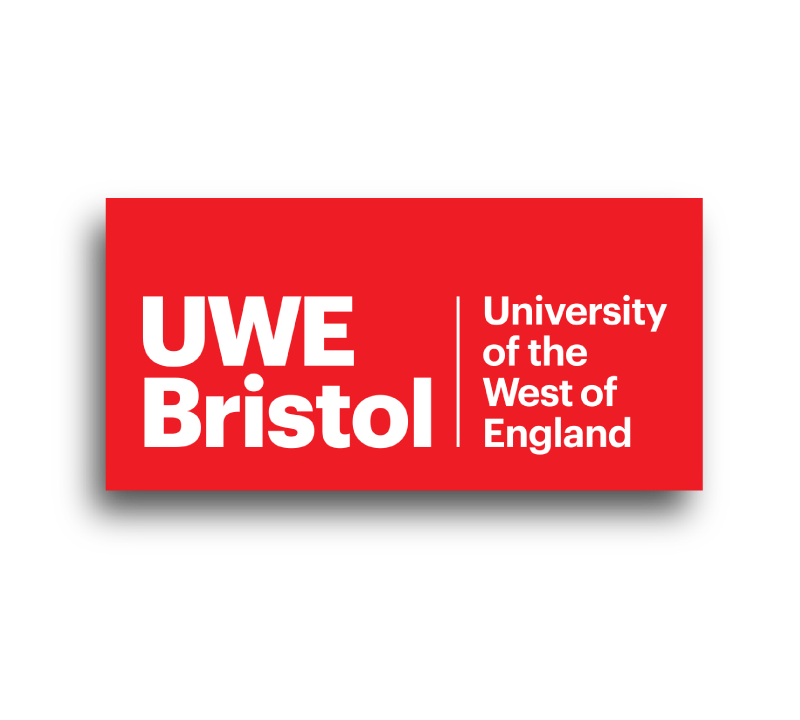 UWE
Bristol
University
of the
West of
England